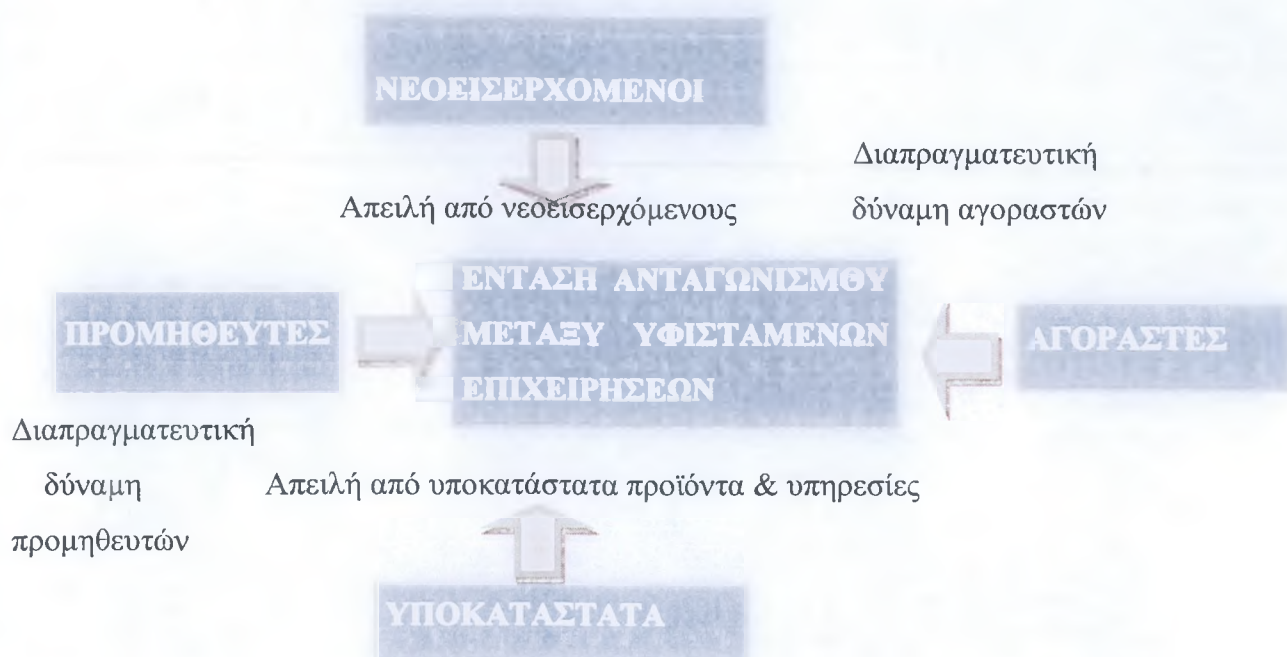 ΝΕΟΕΙΣΕΡΧΟΜΕΝΟΙ
Διαπραγματευτική
δύναμη αγοραστών
Απειλή από νεοεισερχόμενους
ΕΝΤΑΣΗ ΑΝΤΑΓΩΝΙΣΜΘΥ
ΜΕΤΑΞΥ ΥΦΙΣΤΑΜΕΝΩΝ
ΕΠΙΧΕΙΡΗΣΕΩΝ
ΠΡΟΜΗΘΕΥΤΕΣ
ΑΓΟΡΑΣΤΕΣ
Διαπραγματευτική
δύναμη
προμηθευτών
Απειλή από υποκατάστατα προϊόντα & υπηρεσίες
ΥΠΟΚΑΤΑΣΤΑΤΑ